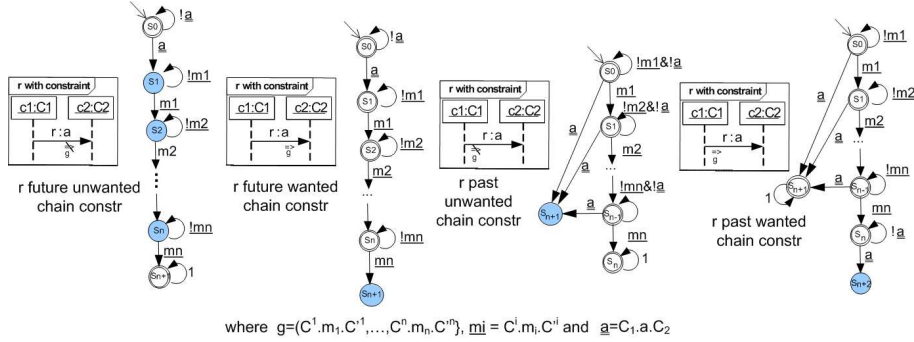 S0
!a
a
S1
!m1
m1
S2
!m2
m2
Sn
!mn
mn
Sn+
1
r with constraint
c1:C1
c2:C2
r : a
g
r future unwanted
chain constr
S0
!a
a
S1
!m1
m1
S2
!m2
m2
...
Sn
!mn
mn
Sn+1
r with constraint
c1:C1
c2:C2
r : a
=>
g
r future wanted
chain constr
S0
!m1&!a
m1
a
S1
!m2&!a
a
m2
...
!mn&!a
Sn+1
a
Sn-1
mn
Sn
1
r with constraint
c1:C1
c2:C2
r : a
g
r past
unwanted
chain constr
S0
!m1
m1
a
S1
!m2
a
m2
...
!mn
Sn+1
a
Sn-1
1
mn
Sn
!a
a
Sn+2
r with constraint
c1:C1
c2:C2
r : a
=>
g
r past wanted
chain constr
where g=(C¹.m₁.C'¹,...,Cⁿ.mₙ.C'ⁿ}, mi = Cⁱ.mᵢ.C'ⁱ and a=C₁.a.C₂